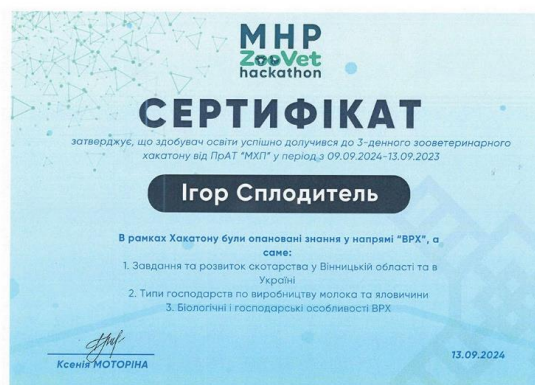 MHP
ZooVet
hackathon
СЕРТИФІКАТ
затверджує, що здобувач освіти успішно долучився до 3-денного зооветеринарного
хакатону від ПрАТ "МХП" у період з 09.09.2024-13.09.2023
Ігор Сплодитель
В рамках Хакатону були опановані знання у напрямі "ВРХ", а
саме:
1. Завдання та розвиток скотарства у Вінницькій області та в
Україні
2. Типи господарств по виробництву молока та яловичини
3. Біологічні і господарські особливості ВРХ
Ксенія МОТОРІНА
13.09.2024